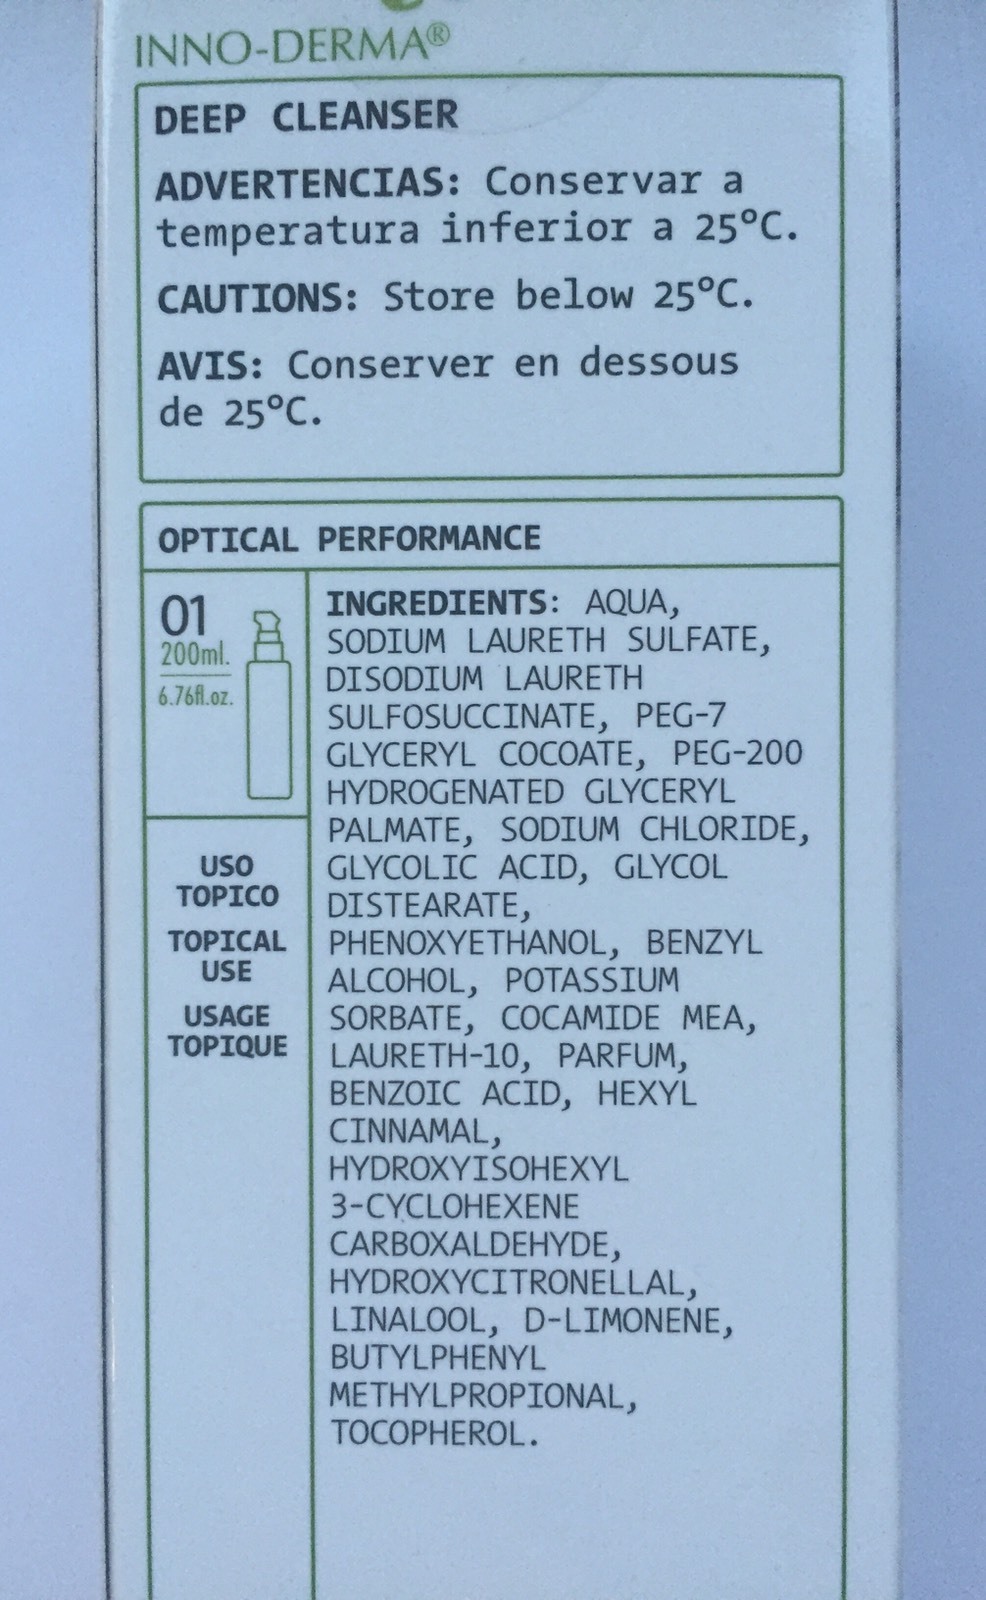 INNO-DERMA®
DEEP CLEANSER
ADVERTENCIAS: Conservar a
temperatura inferior a 25ºC.
CAUTIONS: Store below 25ºC.
AVIS: Conserver en dessous
de 25ºC.
OPTICAL PERFORMANCE
01
200ml.
6.76fl.oz.
USO
TOPICO
TOPICAL
USE
USAGE
TOPIQUE
INGREDIENTS: AQUA,
SODIUM LAURETH SULFATE,
DISODIUM LAURETH
SULFOSUCCINATE, PEG-7
GLYCERYL COCOATE, PEG-200
HYDROGENATED GLYCERYL
PALMATE, SODIUM CHLORIDE,
GLYCOLIC ACID, GLYCOL
DISTEARATE,
PHENOXYETHANOL, BENZYL
ALCOHOL, POTASSIUM
SORBATE, COCAMIDE MEA,
LAURETH-10, PARFUM,
BENZOIC ACID, HEXYL
CINNAMAL,
HYDROXYISOHEXYL
3-CYCLOHEXENE
CARBOXALDEHYDE,
HYDROXYCITRONELLAL,
LINALOOL, D-LIMONENE,
BUTYLPHENYL
METHYLPROPIONAL,
TOCOPHEROL.